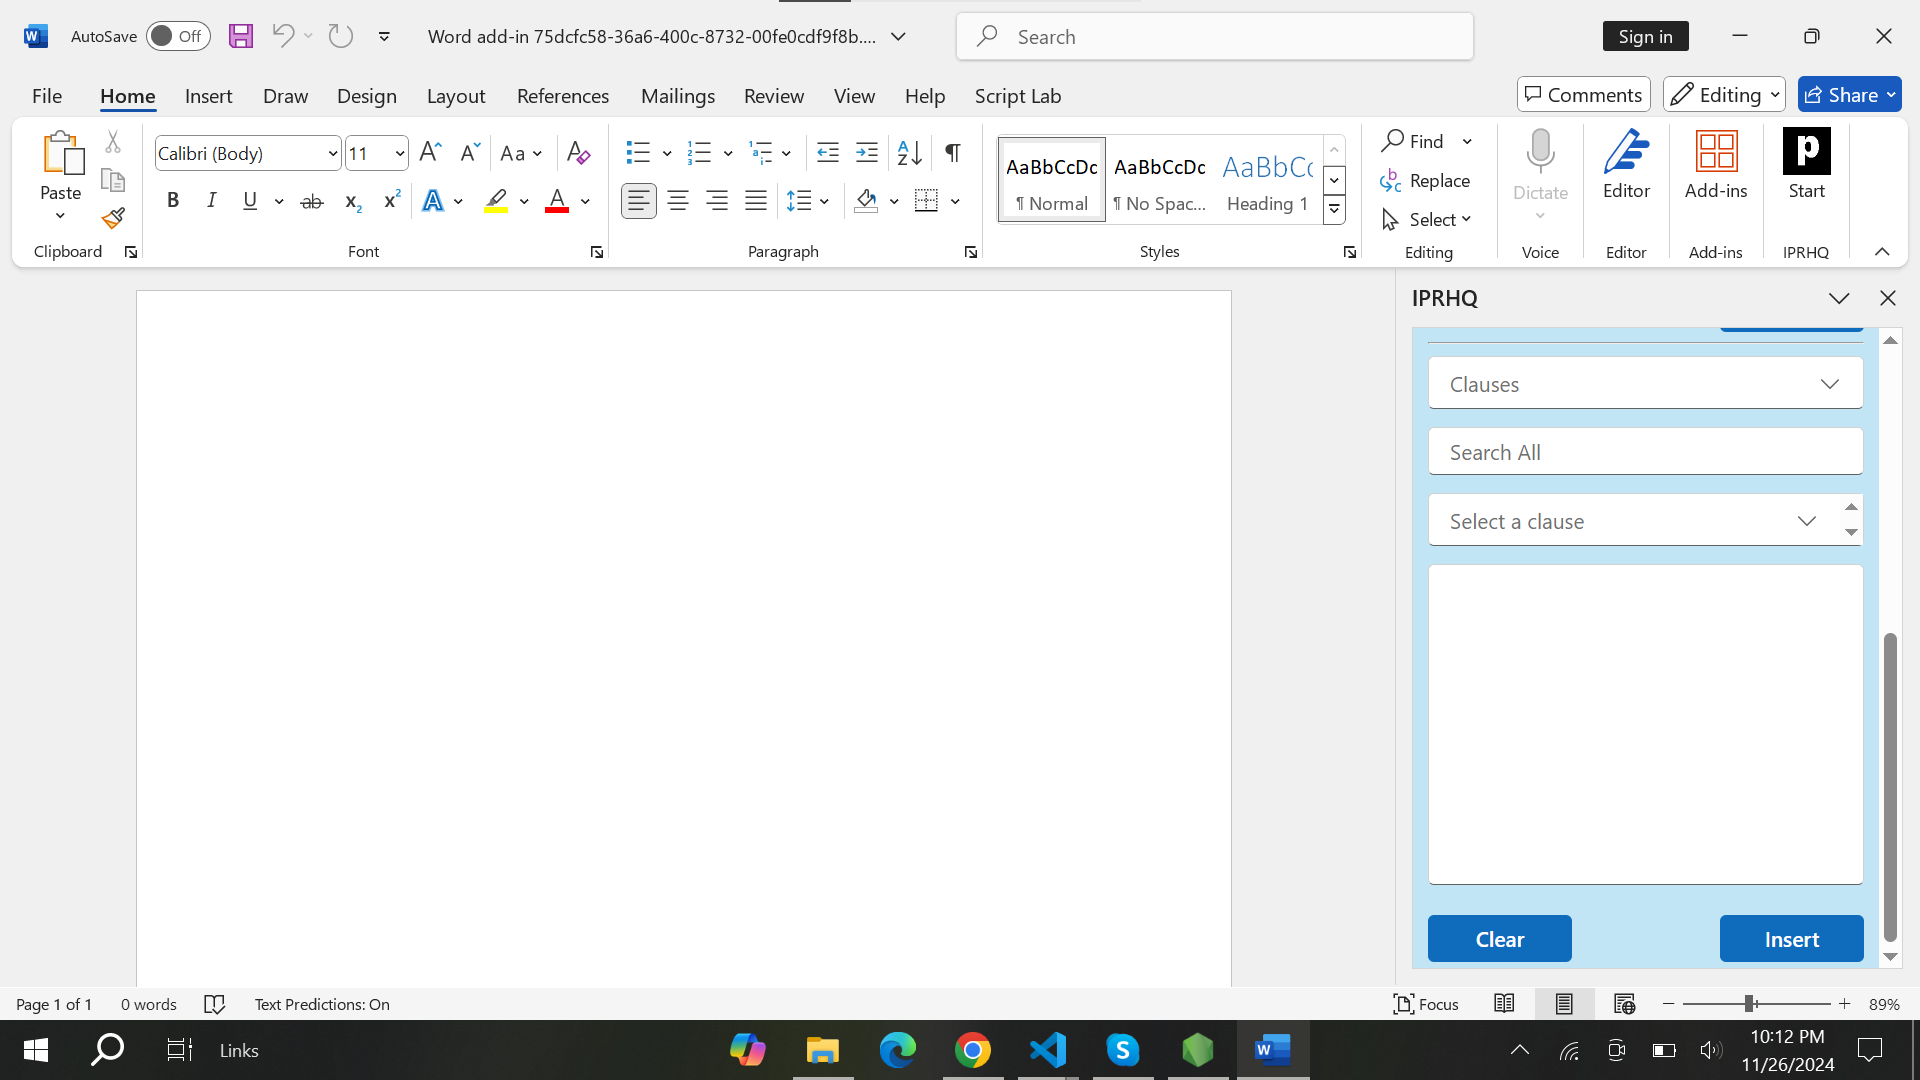 AutoSave Off Word add-in 75dcfc58-36a6-400c-8732-00fe0cdf9f8b.... Search Sign in
File Home Insert Draw Design Layout References Mailings Review View Help Script Lab Comments Editing Share
Paste
Clipboard
Calibri (Body) 11
Aa
B I U ab x₂ x² A A
Font
Paragraph
AaBbCcDc AaBbCcDc AaBbCc
¶ Normal ¶ No Spac... Heading 1
Styles
Find
Replace
Select
Editing
Dictate
Voice
Editor
Editor
Add-ins
Add-ins
p
Start
IPRHQ
IPRHQ
Clauses
Search All
Select a clause
Clear Insert
Page 1 of 1 0 words Text Predictions: On Focus 89%
Links
10:12 PM
11/26/2024